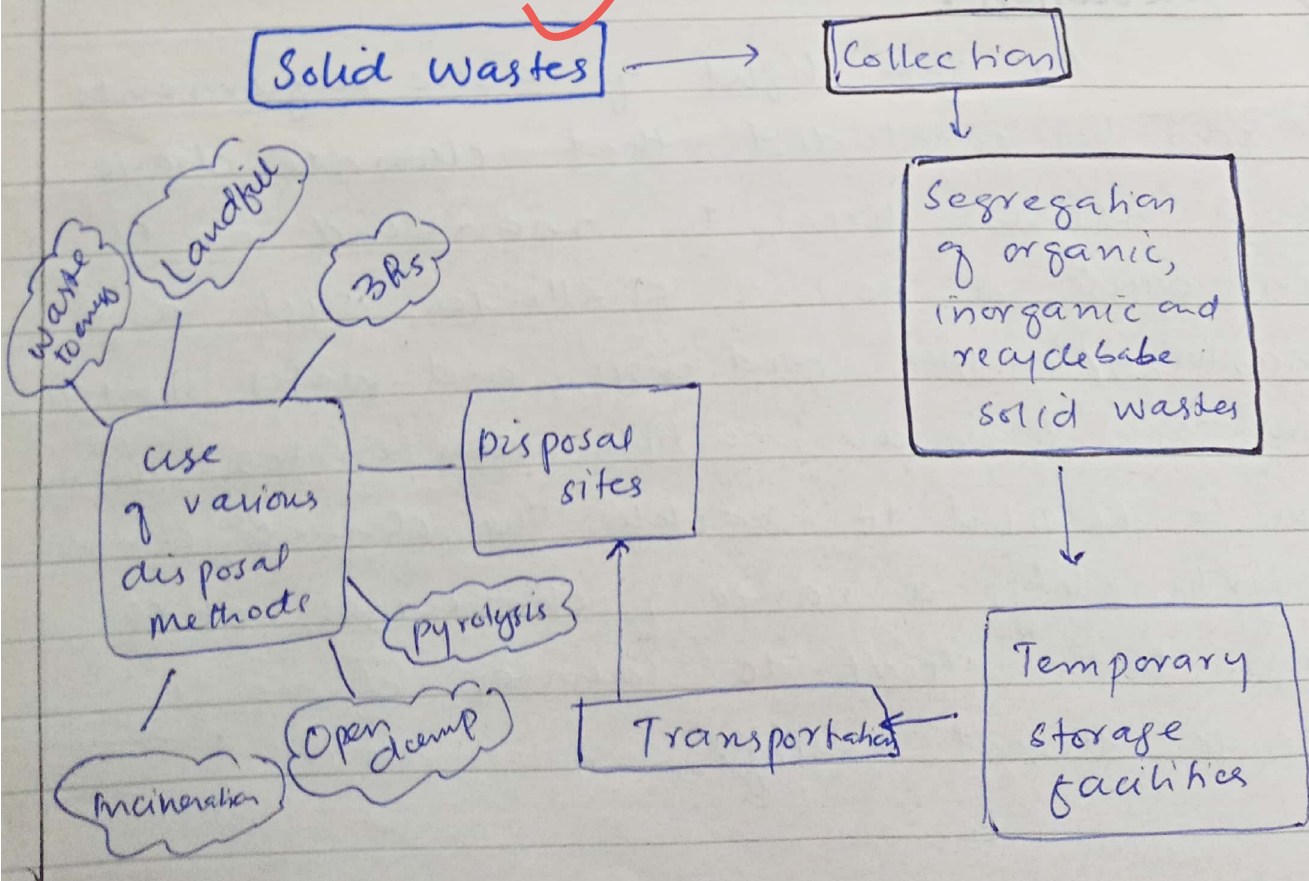 Solid Wastes
Collection
Segregation
of organic,
inorganic and
recyclebabe
solid wastes
Temporary
storage
facilities
Transportation
Disposal
sites
Use
of various
disposal
methods
Waste
to energy
Landfill
3Rs
Pyrolysis
Open
dump
Incineration